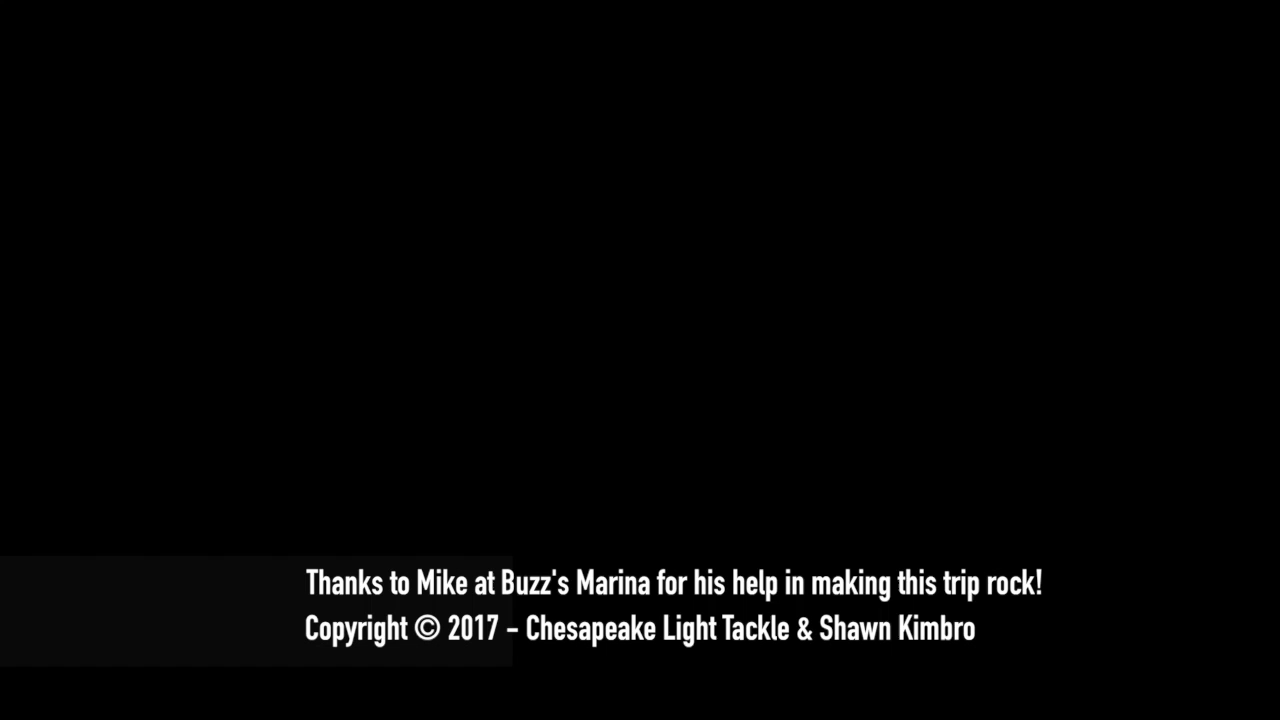 Thanks to Mike at Buzz's Marina for his help in making this trip rock!
Copyright © 2017 - Chesapeake Light Tackle & Shawn Kimbro